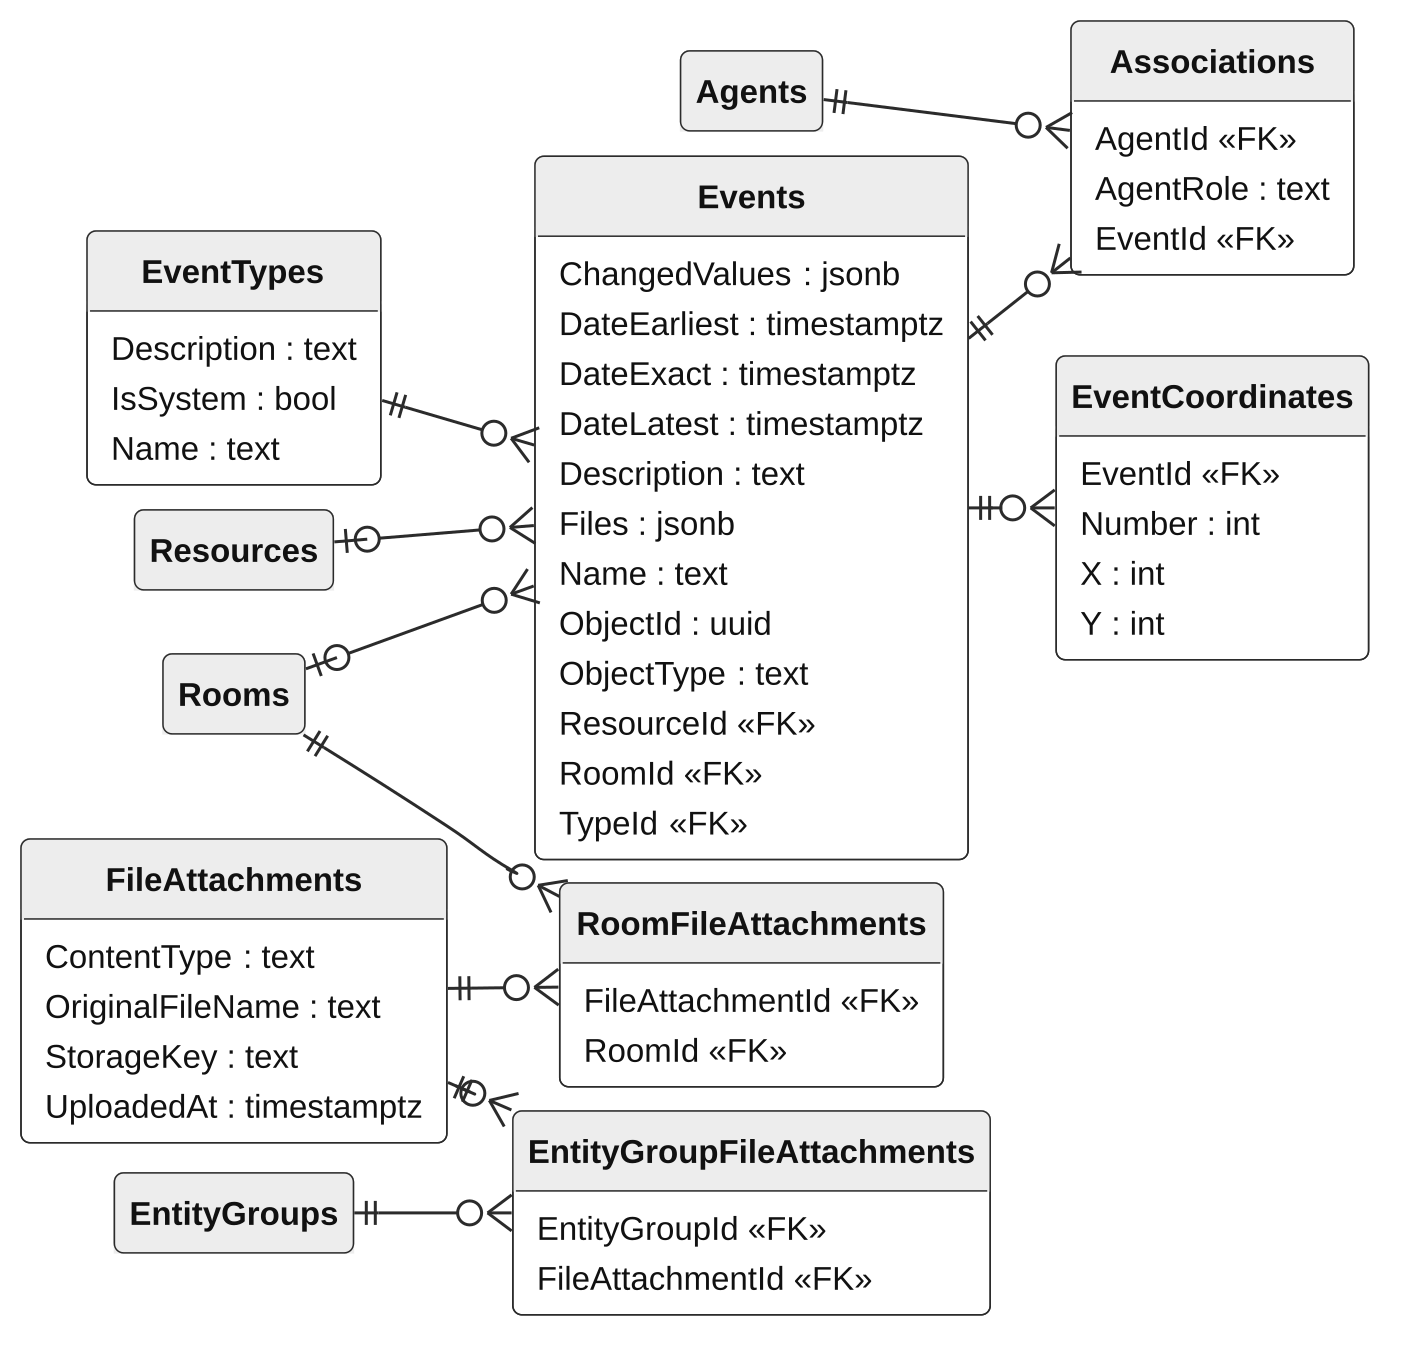 Agents
Associations
AgentId «FK»
AgentRole : text
EventId «FK»
Events
ChangedValues : jsonb
DateEarliest : timestamptz
DateExact : timestamptz
DateLatest : timestamptz
Description : text
Files : jsonb
Name : text
ObjectId : uuid
ObjectType : text
ResourceId «FK»
RoomId «FK»
TypeId «FK»
EventTypes
Description : text
IsSystem : bool
Name : text
EventCoordinates
EventId «FK»
Number : int
X : int
Y : int
Resources
Rooms
FileAttachments
ContentType : text
OriginalFileName : text
StorageKey : text
UploadedAt : timestamptz
RoomFileAttachments
FileAttachmentId «FK»
RoomId «FK»
EntityGroups
EntityGroupFileAttachments
EntityGroupId «FK»
FileAttachmentId «FK»